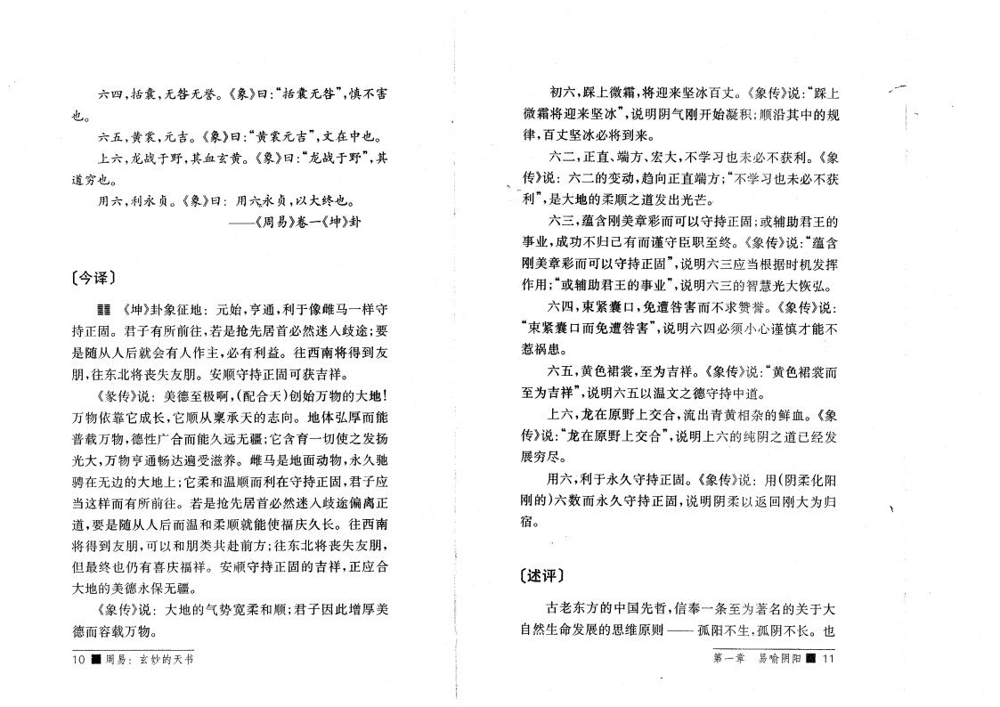 六四,括囊,无咎无誉。《象》曰:“括囊无咎”,慎不害
也。
六五,黄裳,元吉。《象》曰:“黄裳元吉”,文在中也。
上六,龙战于野,其血玄黄。《象》曰:“龙战于野”,其
道穷也。
用六,利永贞。《象》曰: 用六永贞,以大终也。
——《周易》卷一《坤》卦
〔今译〕
䷁ 《坤》卦象征地: 元始,亨通,利于像雌马一样守
持正固。君子有所前往,若是抢先居首必然迷入歧途;要
是随从人后就会有人作主,必有利益。往西南将得到友
朋,往东北将丧失友朋。安顺守持正固可获吉祥。
《彖传》说: 美德至极啊,(配合天)创始万物的大地!
万物依靠它成长,它顺从禀承天的志向。地体弘厚而能
普载万物,德性广合而能久远无疆;它含育一切使之发扬
光大,万物亨通畅达遍受滋养。雌马是地面动物,永久驰
骋在无边的大地上;它柔和温顺而利在守持正固,君子应
当这样而有所前往。若是抢先居首必然迷入歧途偏离正
道,要是随从人后而温和柔顺就能使福庆久长。往西南
将得到友朋,可以和朋类共赴前方;往东北将丧失友朋,
但最终也仍有喜庆福祥。安顺守持正固的吉祥,正应合
大地的美德永保无疆。
《象传》说: 大地的气势宽柔和顺;君子因此增厚美
德而容载万物。
10 ■ 周易: 玄妙的天书
初六,踩上微霜,将迎来坚冰百丈。《象传》说:“踩上
微霜将迎来坚冰”,说明阴气刚开始凝积;顺沿其中的规
律,百丈坚冰必将到来。
六二,正直、端方、宏大,不学习也未必不获利。《象
传》说: 六二的变动,趋向正直端方;“不学习也未必不获
利”,是大地的柔顺之道发出光芒。
六三,蕴含刚美章彩而可以守持正固;或辅助君王的
事业,成功不归己有而谨守臣职至终。《象传》说:“蕴含
刚美章彩而可以守持正固”,说明六三应当根据时机发挥
作用;“或辅助君王的事业”,说明六三的智慧光大恢弘。
六四,束紧囊口,免遭咎害而不求赞誉。《象传》说:
“束紧囊口而免遭咎害”,说明六四必须小心谨慎才能不
惹祸患。
六五,黄色裙裳,至为吉祥。《象传》说:“黄色裙裳而
至为吉祥”,说明六五以温文之德守持中道。
上六,龙在原野上交合,流出青黄相杂的鲜血。《象
传》说:“龙在原野上交合”,说明上六的纯阴之道已经发
展穷尽。
用六,利于永久守持正固。《象传》说: 用(阴柔化阳
刚的)六数而永久守持正固,说明阴柔以返回刚大为归
宿。
〔述评〕
古老东方的中国先哲,信奉一条至为著名的关于大
自然生命发展的思维原则——孤阳不生,孤阴不长。也
第一章 易喻阴阳 ■ 11